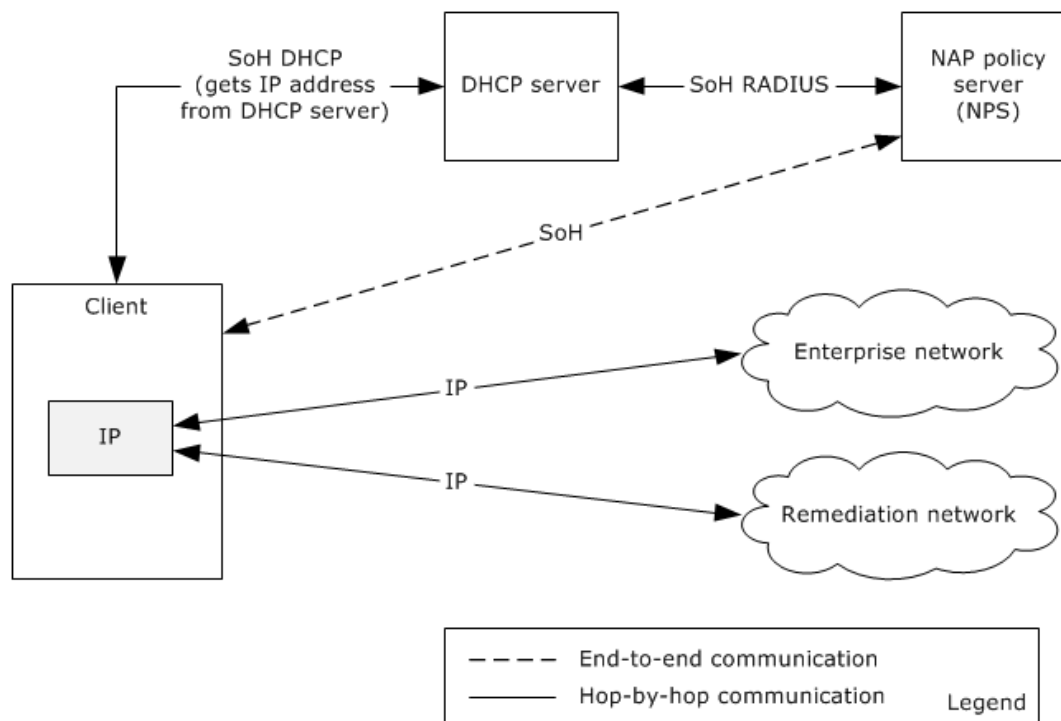 SoH DHCP
(gets IP address
from DHCP server)
DHCP server
SoH RADIUS
NAP policy
server
(NPS)
SoH
Client
Enterprise network
IP
IP
IP
Remediation network
End-to-end communication
Hop-by-hop communication
Legend